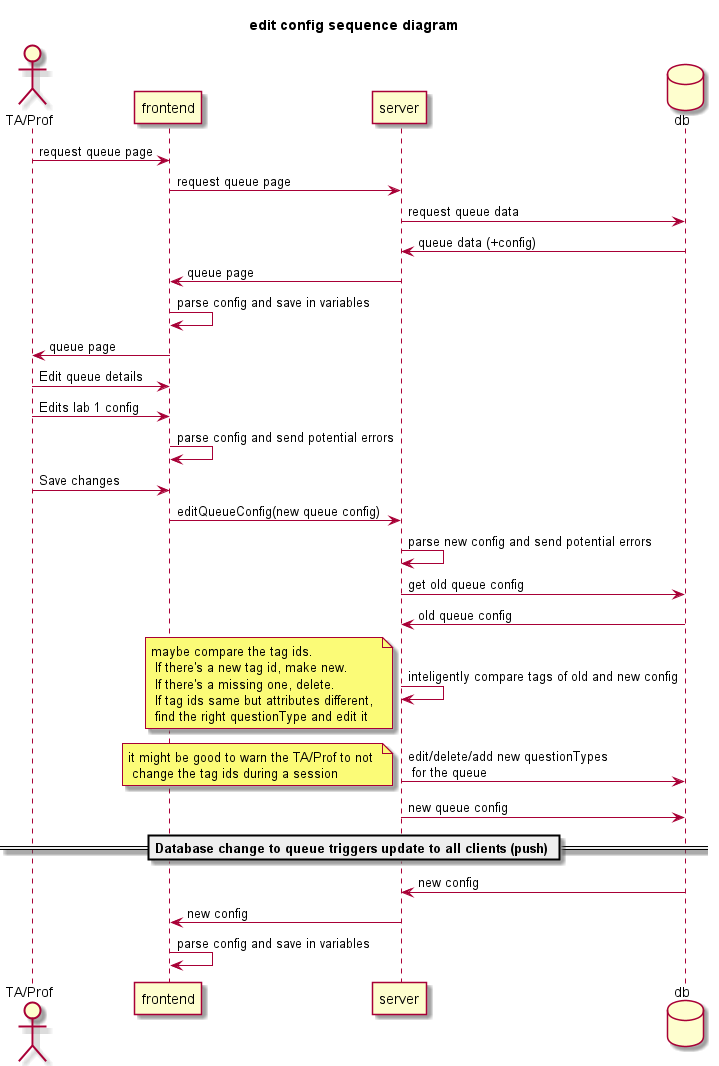 edit config sequence diagram
TA/Prof
frontend
server
db
request queue page
request queue page
request queue data
queue data (+config)
queue page
parse config and save in variables
queue page
Edit queue details
Edits lab 1 config
parse config and send potential errors
Save changes
editQueueConfig(new queue config)
parse new config and send potential errors
get old queue config
old queue config
maybe compare the tag ids.
If there's a new tag id, make new.
If there's a missing one, delete.
If tag ids same but attributes different,
find the right questionType and edit it
inteligently compare tags of old and new config
it might be good to warn the TA/Prof to not
change the tag ids during a session
edit/delete/add new questionTypes
for the queue
new queue config
Database change to queue triggers update to all clients (push)
new config
new config
parse config and save in variables
TA/Prof
frontend
server
db